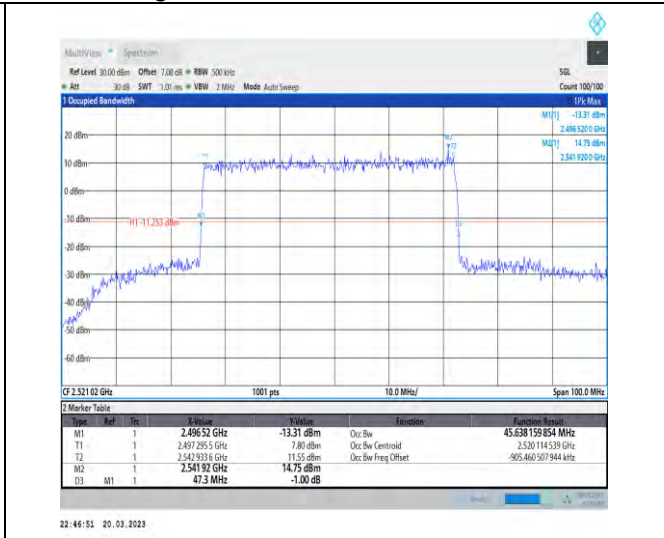 MultiView Spectrum
Ref Level 30.00 dBm Offset 7.08 dB RBW 500 kHz SGL
Att 30 dB SWT 1.01 ms VBW 2 MHz Mode Auto Sweep Count 100/100
1 Occupied Bandwidth 1Pk Max
M1[1] -13.31 dBm
2.496 520 0 GHz
M2[1] 14.75 dBm
2.541 920 0 GHz
20 dBm
M2
T1 T2
10 dBm
0 dBm
-10 dBm
M1
H1 -11.253 dBm
D3
-20 dBm
-30 dBm
-40 dBm
-50 dBm
-60 dBm
CF 2.521 02 GHz 1001 pts 10.0 MHz/ Span 100.0 MHz
2 Marker Table
Type Ref Trc X-Value Y-Value Function Function Result
M1 1 2.496 52 GHz -13.31 dBm Occ Bw 45.638 159 854 MHz
T1 1 2.497 295 5 GHz 7.80 dBm Occ Bw Centroid 2.520 114 539 GHz
T2 1 2.542 933 6 GHz 11.55 dBm Occ Bw Freq Offset -905.460 507 944 kHz
M2 1 2.541 92 GHz 14.75 dBm
D3 M1 1 47.3 MHz -1.00 dB
22:46:51 20.03.2023